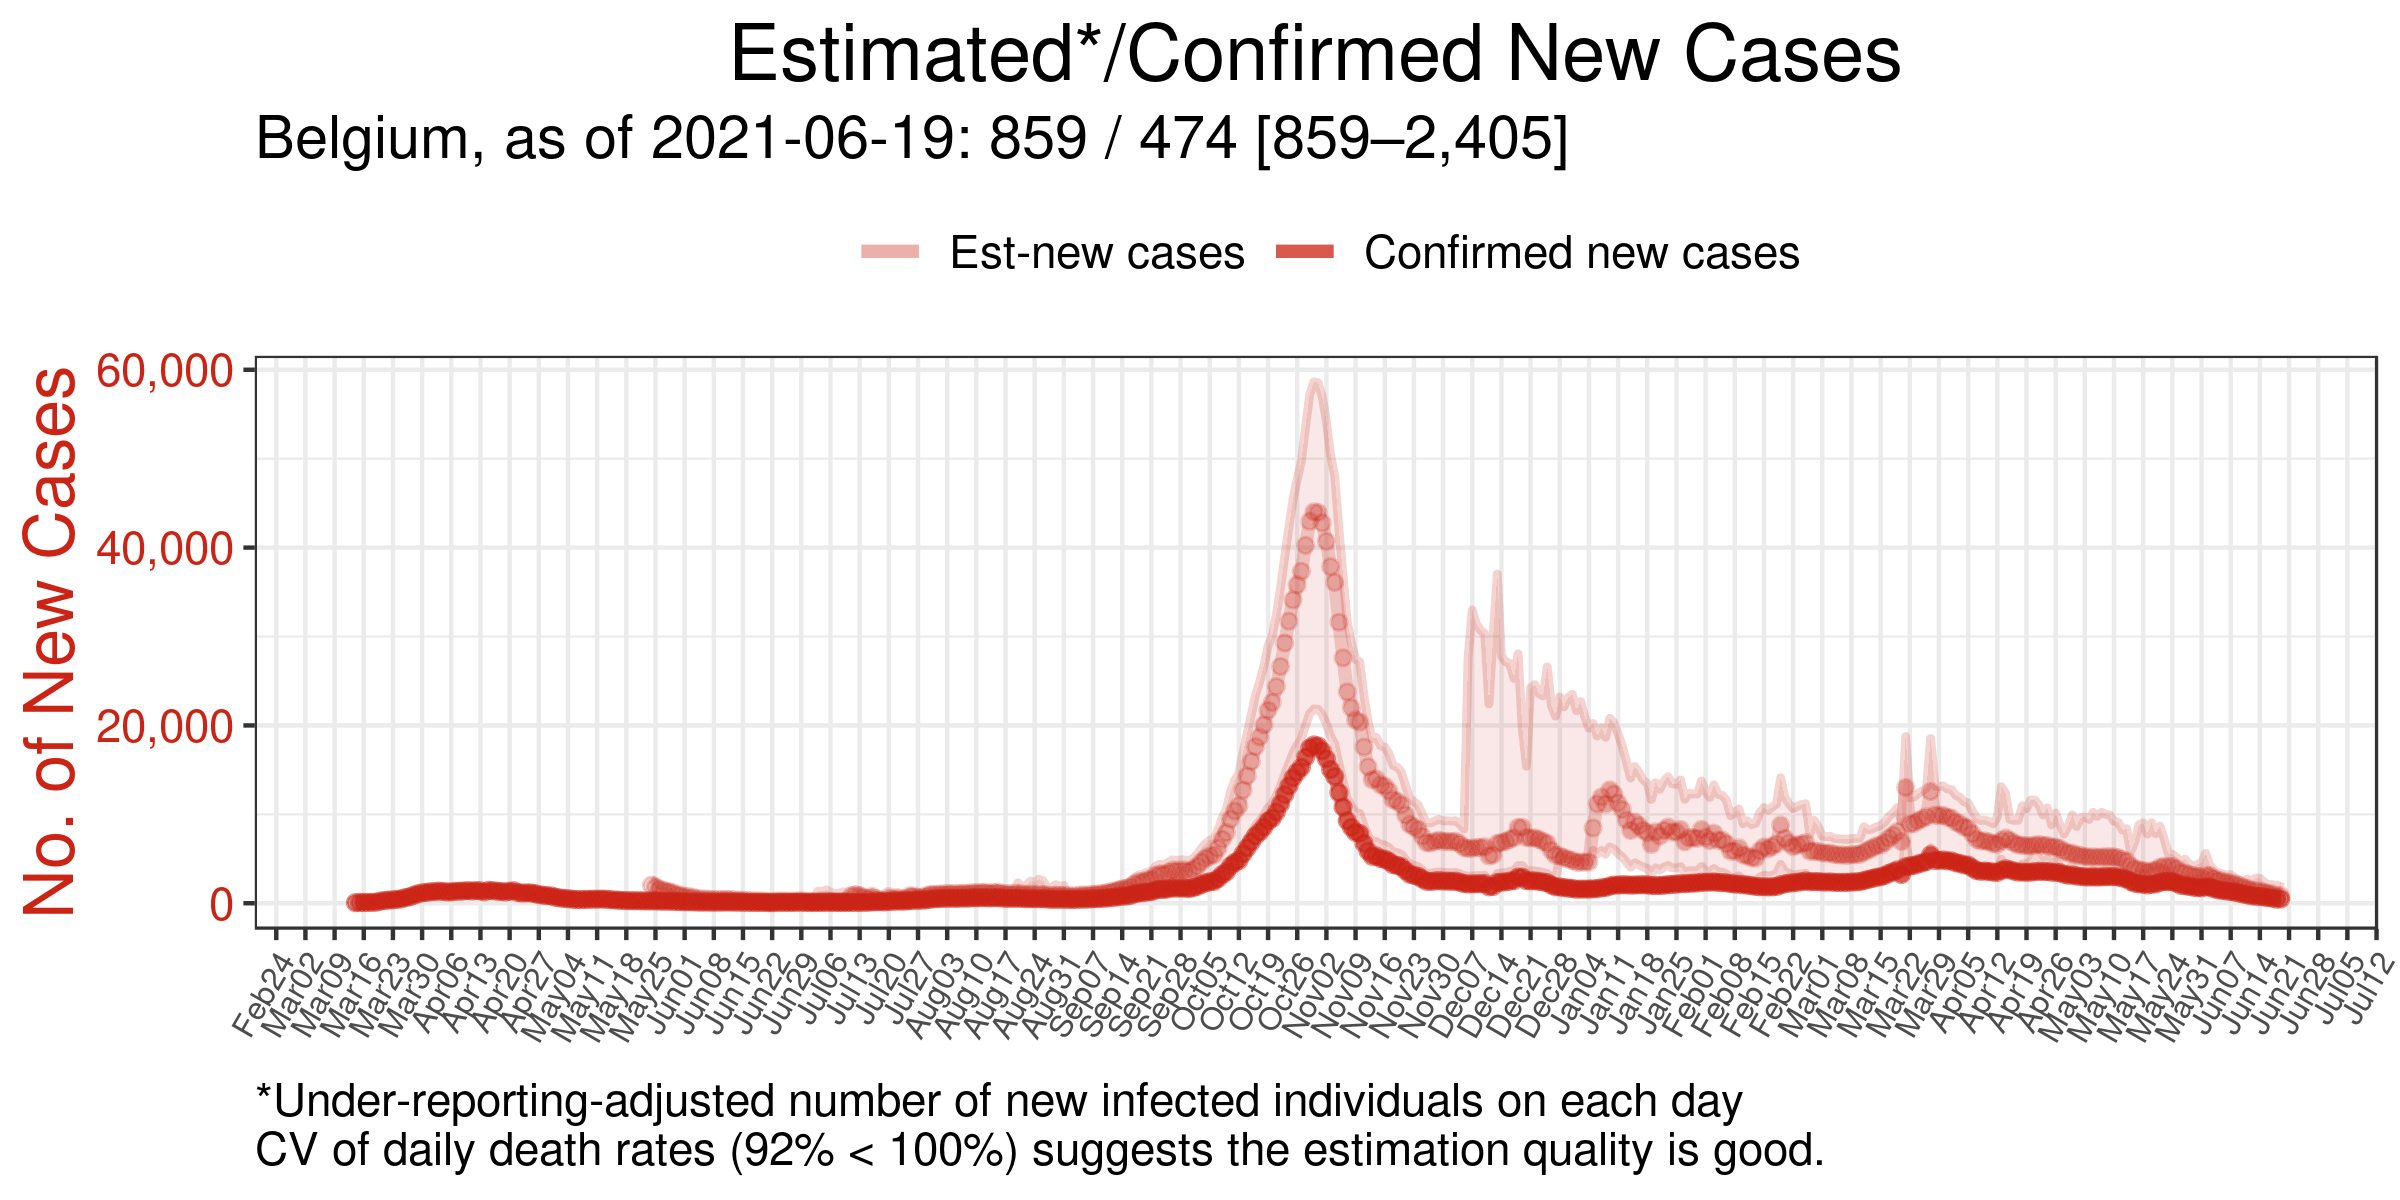 Estimated*/Confirmed New Cases
Belgium, as of 2021-06-19: 859 / 474 [859–2,405]
Est-new cases Confirmed new cases
No. of New Cases
60,000
40,000
20,000
0
Feb24 Mar02 Mar09 Mar16 Mar23 Mar30 Apr06 Apr13 Apr20 Apr27 May04 May11 May18 May25 Jun01 Jun08 Jun15 Jun22 Jun29 Jul06 Jul13 Jul20 Jul27 Aug03 Aug10 Aug17 Aug24 Aug31 Sep07 Sep14 Sep21 Sep28 Oct05 Oct12 Oct19 Oct26 Nov02 Nov09 Nov16 Nov23 Nov30 Dec07 Dec14 Dec21 Dec28 Jan04 Jan11 Jan18 Jan25 Feb01 Feb08 Feb15 Feb22 Mar01 Mar08 Mar15 Mar22 Mar29 Apr05 Apr12 Apr19 Apr26 May03 May10 May17 May24 May31 Jun07 Jun14 Jun21 Jun28 Jul05 Jul12
*Under-reporting-adjusted number of new infected individuals on each day
CV of daily death rates (92% < 100%) suggests the estimation quality is good.